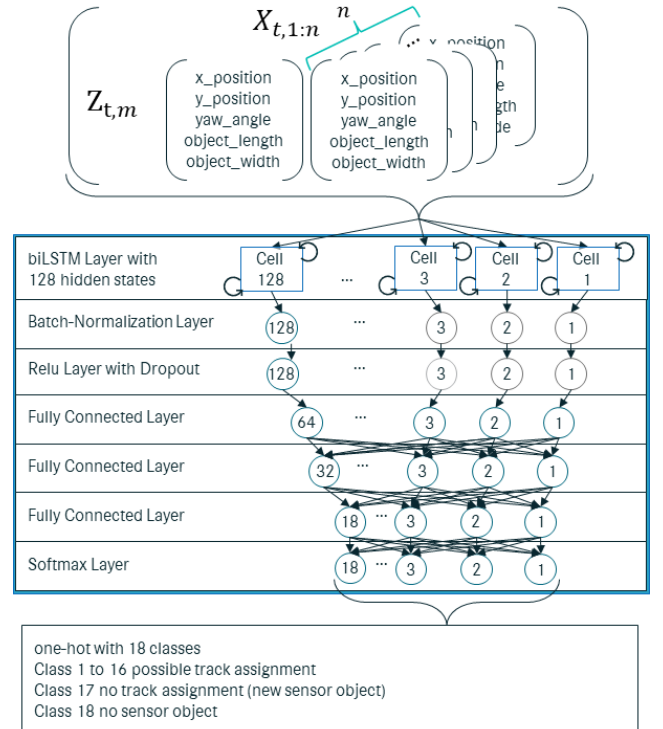 X_{t,1:n} n
Z_{t,m}
x_position
y_position
yaw_angle
object_length
object_width
x_position
y_position
yaw_angle
object_length
object_width
n
n
... x_position
n
e
gth
de
biLSTM Layer with
128 hidden states
Cell
128
...
Cell
3
Cell
2
Cell
1
Batch-Normalization Layer
128 ... 3 2 1
Relu Layer with Dropout
128 ... 3 2 1
Fully Connected Layer
64 ... 3 2 1
Fully Connected Layer
32 ... 3 2 1
Fully Connected Layer
18 ... 3 2 1
Softmax Layer
18 ... 3 2 1
one-hot with 18 classes
Class 1 to 16 possible track assignment
Class 17 no track assignment (new sensor object)
Class 18 no sensor object